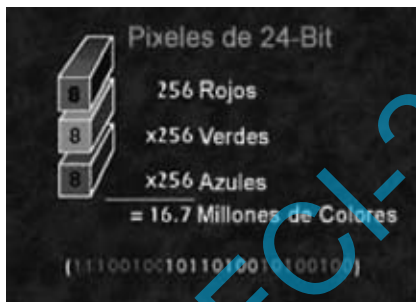 Pixeles de 24-Bit
8
256 Rojos
8
x256 Verdes
8
x256 Azules
= 16.7 Millones de Colores
(111001001011010010100100)